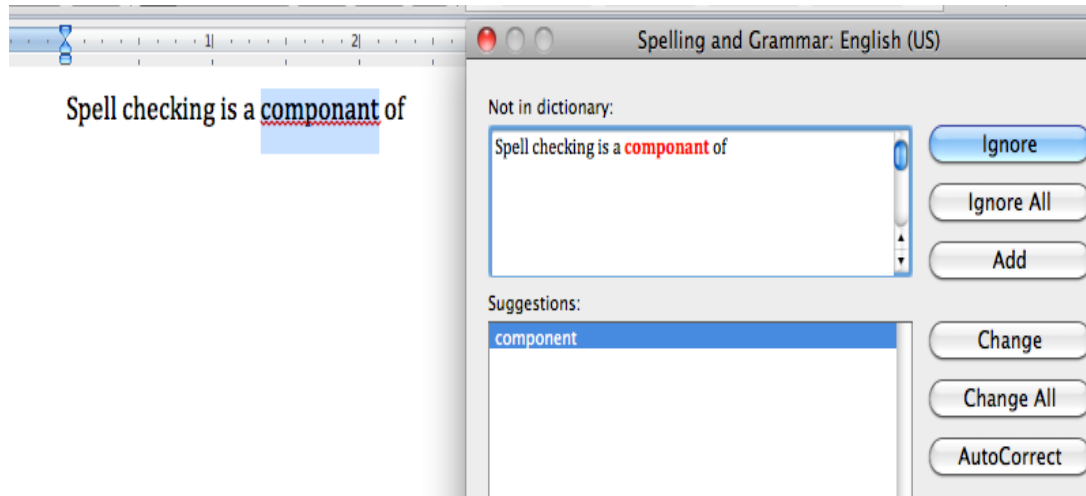 1 2
Spell checking is a componant of
Spelling and Grammar: English (US)
Not in dictionary:
Spell checking is a componant of
Ignore
Ignore All
Add
Suggestions:
component
Change
Change All
AutoCorrect